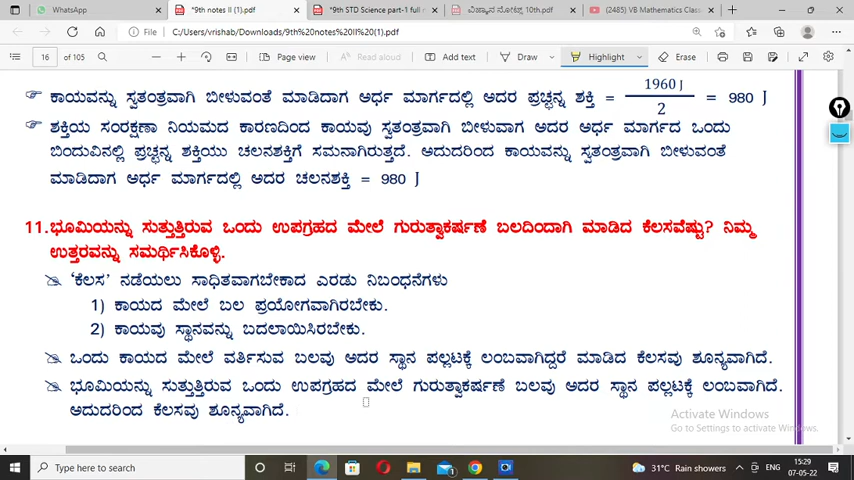 WhatsApp
*9th notes II (1).pdf
*9th STD Science part-1 full n
ವಿಜ್ಞಾನ ನೋಟ್ಸ್ 10th.pdf
(2485) VB Mathematics Class
File
C:/Users/vrishab/Downloads/9th%20notes%20II%20(1).pdf
16 from 103
Page view
Read aloud
Add text
Draw
Highlight
Erase
ಕಾಯವನ್ನು ಸ್ವತಂತ್ರವಾಗಿ ಬೀಳುವಂತೆ ಮಾಡಿದಾಗ ಅರ್ಧ ಮಾರ್ಗದಲ್ಲಿ ಅದರ ಪ್ರಚ್ಛನ್ನ ಶಕ್ತಿ = 1960 J / 2 = 980 J
ಶಕ್ತಿಯ ಸಂರಕ್ಷಣಾ ನಿಯಮದ ಕಾರಣದಿಂದ ಕಾಯವು ಸ್ವತಂತ್ರವಾಗಿ ಬೀಳುವಾಗ ಅದರ ಅರ್ಧ ಮಾರ್ಗದ ಒಂದು
ಬಿಂದುವಿನಲ್ಲಿ ಪ್ರಚ್ಛನ್ನ ಶಕ್ತಿಯು ಚಲನಶಕ್ತಿಗೆ ಸಮನಾಗಿರುತ್ತದೆ. ಅದುದರಿಂದ ಕಾಯವನ್ನು ಸ್ವತಂತ್ರವಾಗಿ ಬೀಳುವಂತೆ
ಮಾಡಿದಾಗ ಅರ್ಧ ಮಾರ್ಗದಲ್ಲಿ ಅದರ ಚಲನಶಕ್ತಿ = 980 J
11. ಭೂಮಿಯನ್ನು ಸುತ್ತುತ್ತಿರುವ ಒಂದು ಉಪಗ್ರಹದ ಮೇಲೆ ಗುರುತ್ವಾಕರ್ಷಣೆ ಬಲದಿಂದಾಗಿ ಮಾಡಿದ ಕೆಲಸವೆಷ್ಟು? ನಿಮ್ಮ
ಉತ್ತರವನ್ನು ಸಮರ್ಥಿಸಿಕೊಳ್ಳಿ.
‘ಕೆಲಸ’ ನಡೆಯಲು ಸಾಧಿತವಾಗಬೇಕಾದ ಎರಡು ನಿಬಂಧನೆಗಳು
1) ಕಾಯದ ಮೇಲೆ ಬಲ ಪ್ರಯೋಗವಾಗಿರಬೇಕು.
2) ಕಾಯವು ಸ್ಥಾನವನ್ನು ಬದಲಾಯಿಸಿರಬೇಕು.
ಒಂದು ಕಾಯದ ಮೇಲೆ ವರ್ತಿಸುವ ಬಲವು ಅದರ ಸ್ಥಾನ ಪಲ್ಲಟಕ್ಕೆ ಲಂಬವಾಗಿದ್ದರೆ ಮಾಡಿದ ಕೆಲಸವು ಶೂನ್ಯವಾಗಿದೆ.
ಭೂಮಿಯನ್ನು ಸುತ್ತುತ್ತಿರುವ ಒಂದು ಉಪಗ್ರಹದ ಮೇಲೆ ಗುರುತ್ವಾಕರ್ಷಣೆ ಬಲವು ಅದರ ಸ್ಥಾನ ಪಲ್ಲಟಕ್ಕೆ ಲಂಬವಾಗಿದೆ.
ಅದುದರಿಂದ ಕೆಲಸವು ಶೂನ್ಯವಾಗಿದೆ.
Activate Windows
Go to Settings to activate Windows.
Type here to search
31°C Rain showers
ENG
15:29
07-05-22